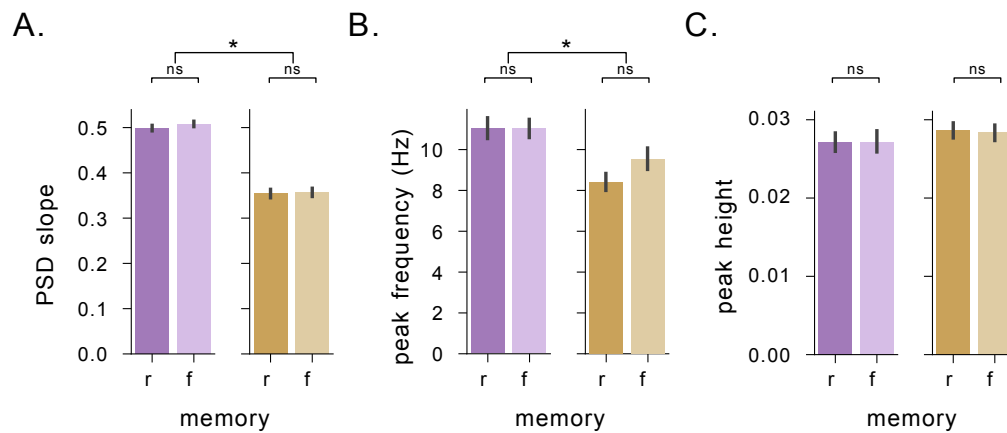 A.
B.
C.
*
*
ns
ns
ns
ns
ns
ns
PSD slope
0.5
0.4
0.3
0.2
0.1
0.0
r
f
r
f
memory
peak frequency (Hz)
10
8
6
4
2
0
r
f
r
f
memory
peak height
0.03
0.02
0.01
0.00
r
f
r
f
memory